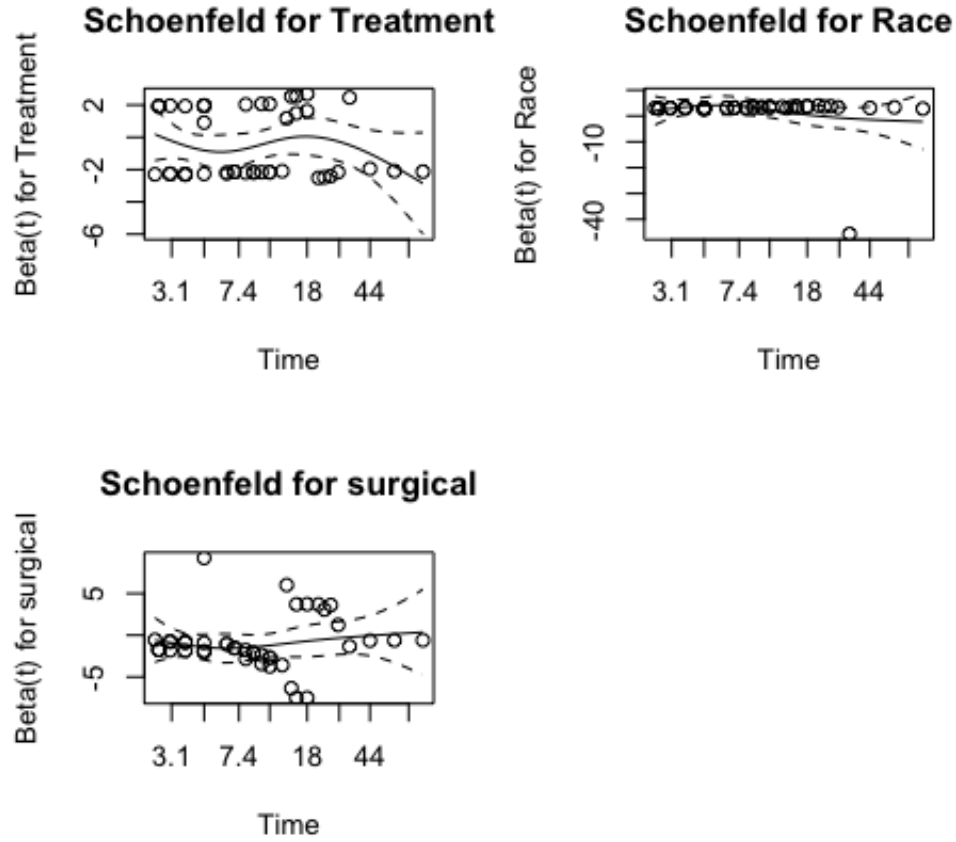 Schoenfeld for Treatment
Beta(t) for Treatment
2
-2
-6
3.1 7.4 18 44
Time
Schoenfeld for Race
Beta(t) for Race
-10
-40
3.1 7.4 18 44
Time
Schoenfeld for surgical
Beta(t) for surgical
5
-5
3.1 7.4 18 44
Time